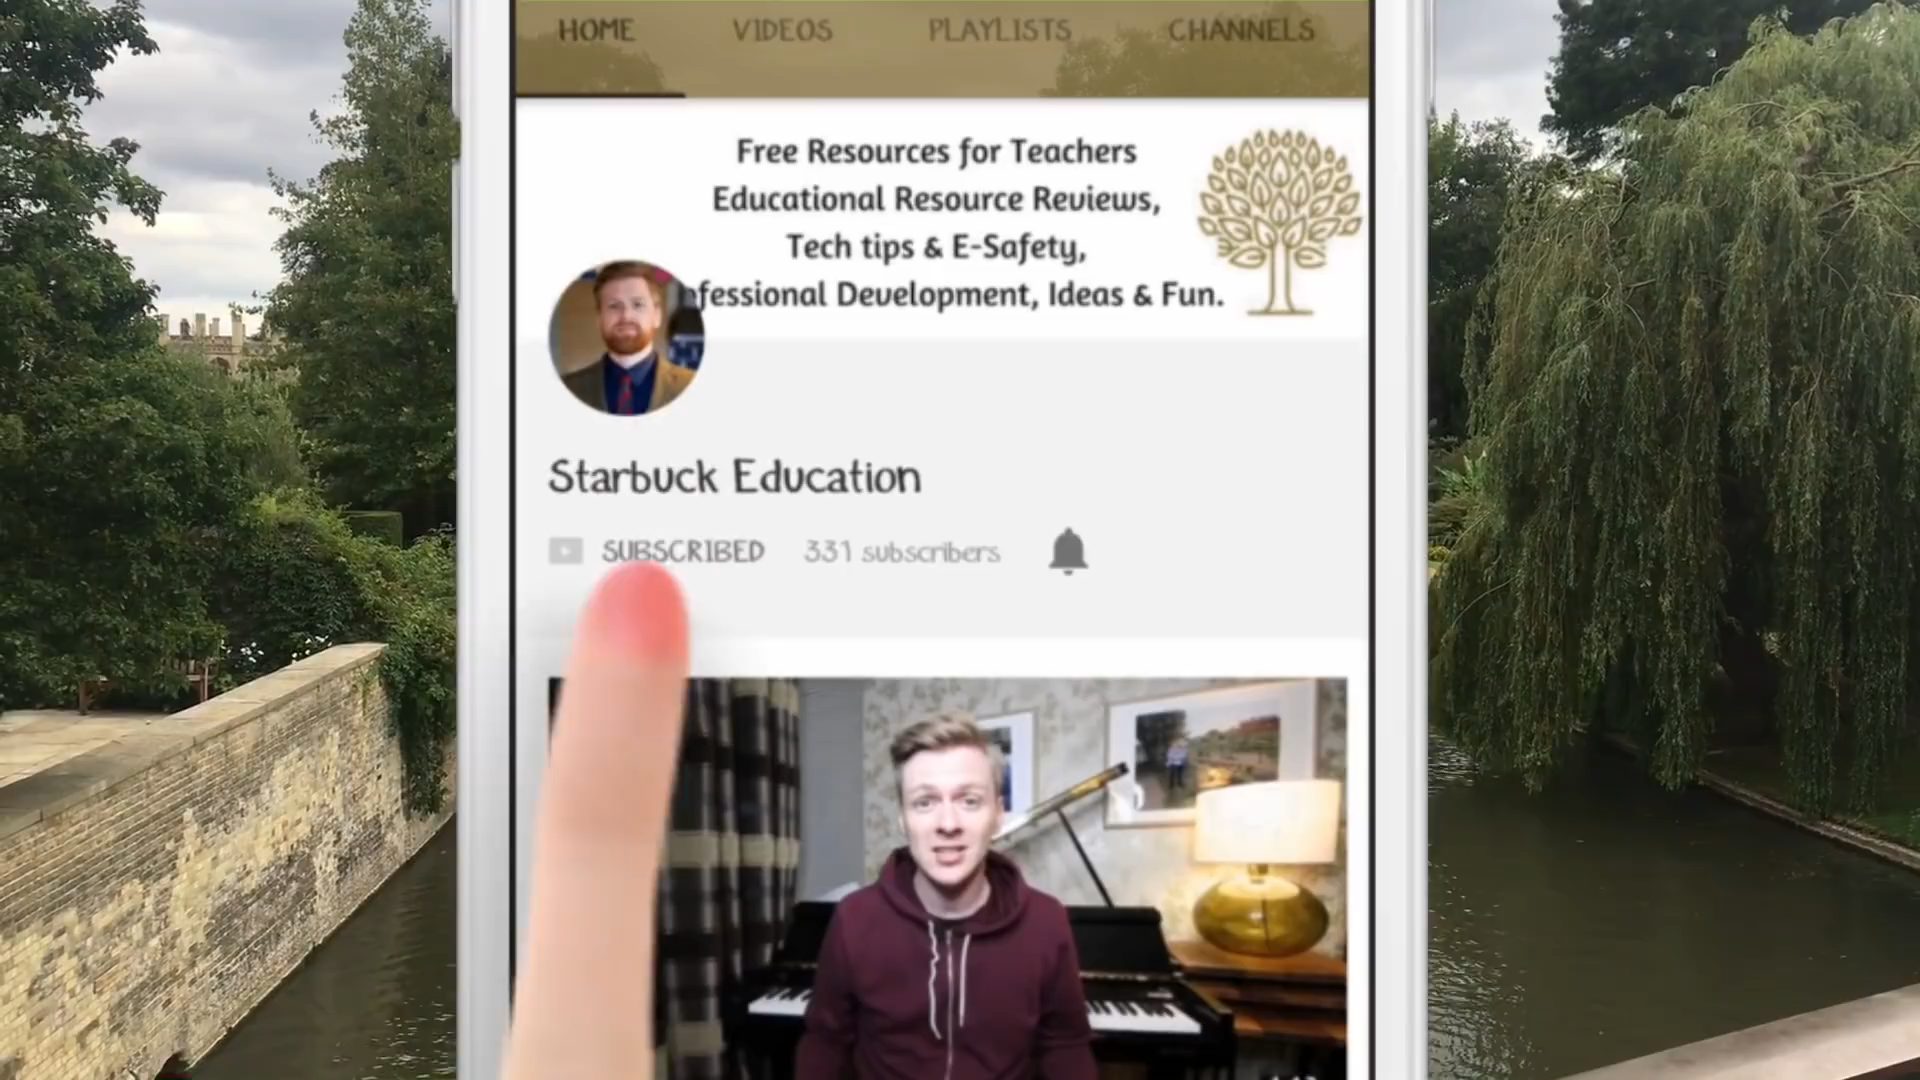 HOME VIDEOS PLAYLISTS CHANNELS
Free Resources for Teachers
Educational Resource Reviews,
Tech tips & E-Safety,
Development, Ideas & Fun.
Starbuck Education
SUBSCRIBED 331 subscribers